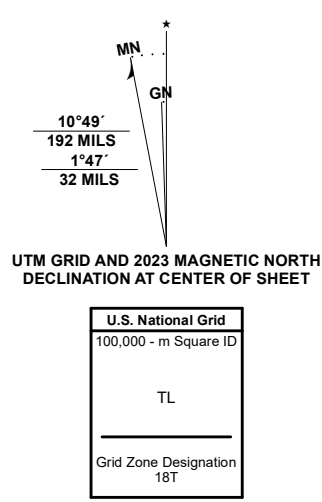 MN
GN
10°49´
192 MILS
1°47´
32 MILS
UTM GRID AND 2023 MAGNETIC NORTH
DECLINATION AT CENTER OF SHEET
U.S. National Grid
100,000 - m Square ID
TL
Grid Zone Designation
18T